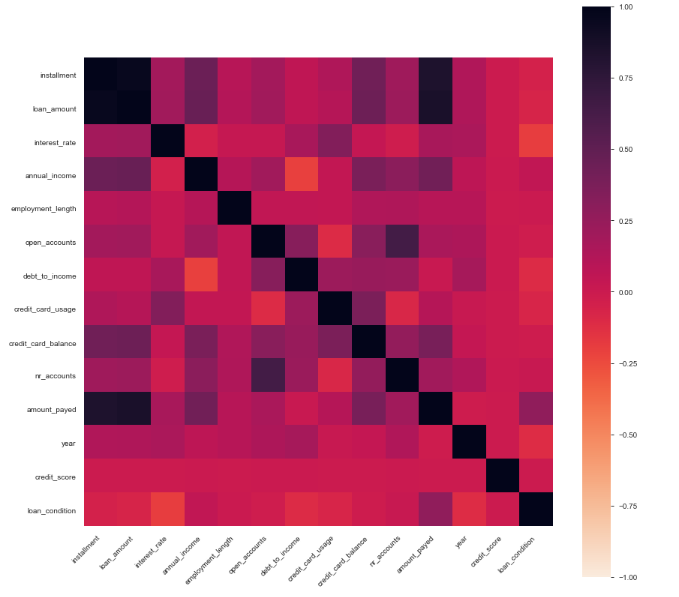 installment
loan_amount
interest_rate
annual_income
employment_length
open_accounts
debt_to_income
credit_card_usage
credit_card_balance
nr_accounts
amount_payed
year
credit_score
loan_condition
installment
loan_amount
interest_rate
annual_income
employment_length
open_accounts
debt_to_income
credit_card_usage
credit_card_balance
nr_accounts
amount_payed
year
credit_score
loan_condition
1.00
0.75
0.50
0.25
0.00
−0.25
−0.50
−0.75
−1.00